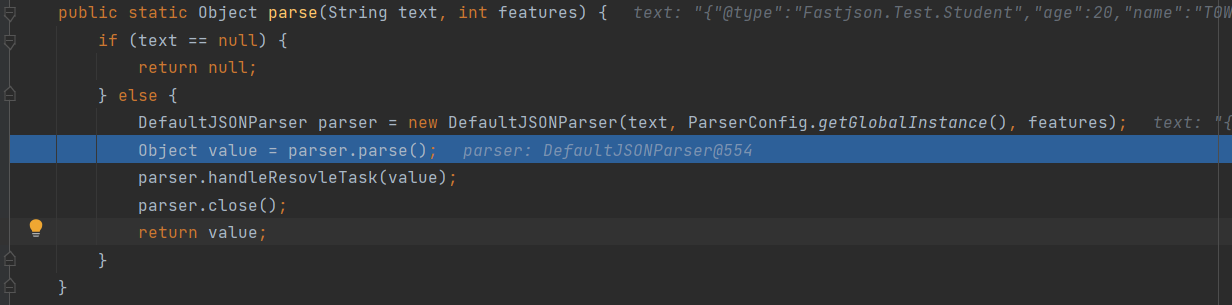 public static Object parse(String text, int features) {   text: "{"@type":"Fastjson.Test.Student","age":20,"name":"T0W
    if (text == null) {
        return null;
    } else {
        DefaultJSONParser parser = new DefaultJSONParser(text, ParserConfig.getGlobalInstance(), features);   text: "{
        Object value = parser.parse();   parser: DefaultJSONParser@554
        parser.handleResovleTask(value);
        parser.close();
        return value;
    }
}